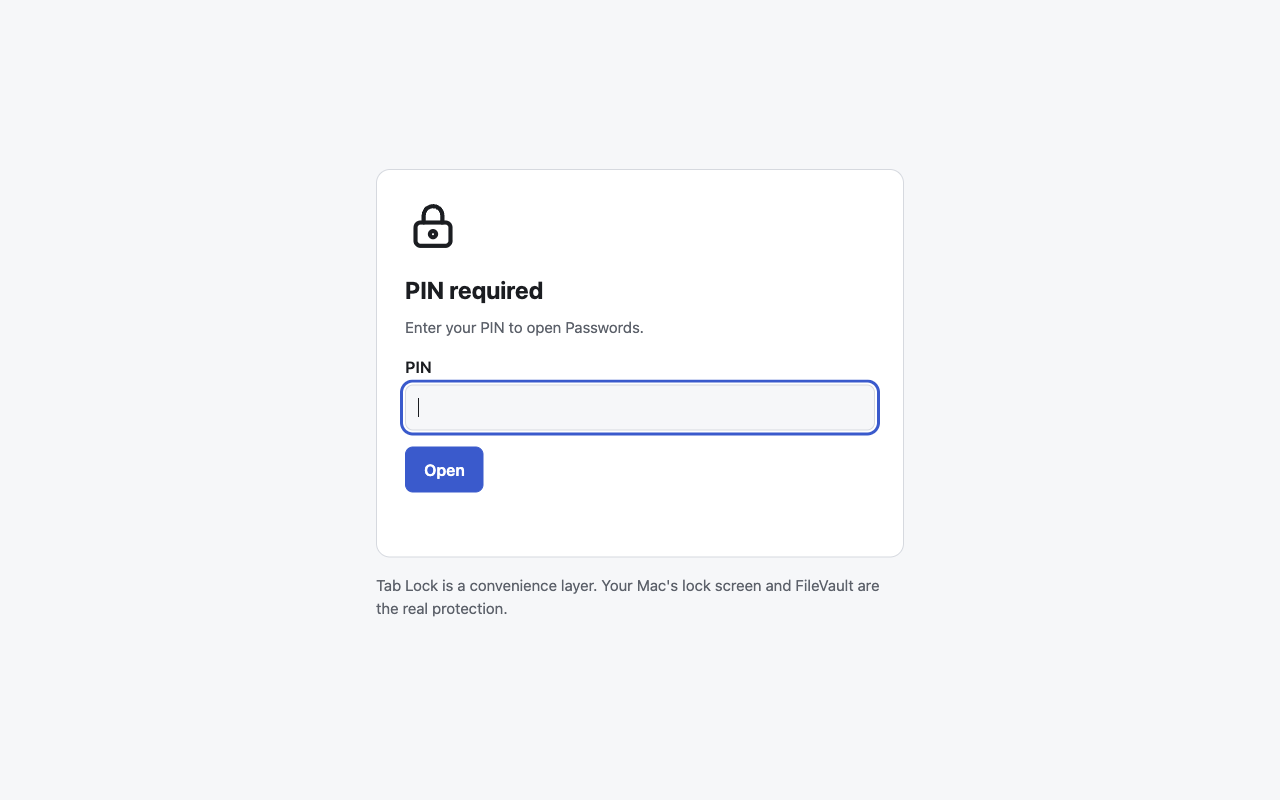 PIN required
Enter your PIN to open Passwords.
PIN
Open
Tab Lock is a convenience layer. Your Mac's lock screen and FileVault are
the real protection.